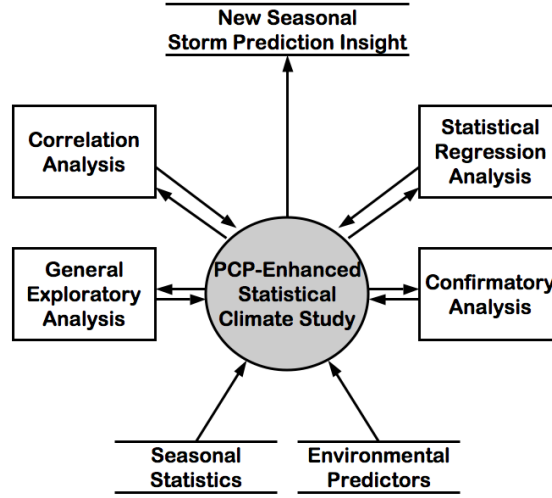 New Seasonal
Storm Prediction Insight
Correlation
Analysis
Statistical
Regression
Analysis
General
Exploratory
Analysis
PCP-Enhanced
Statistical
Climate Study
Confirmatory
Analysis
Seasonal
Statistics
Environmental
Predictors